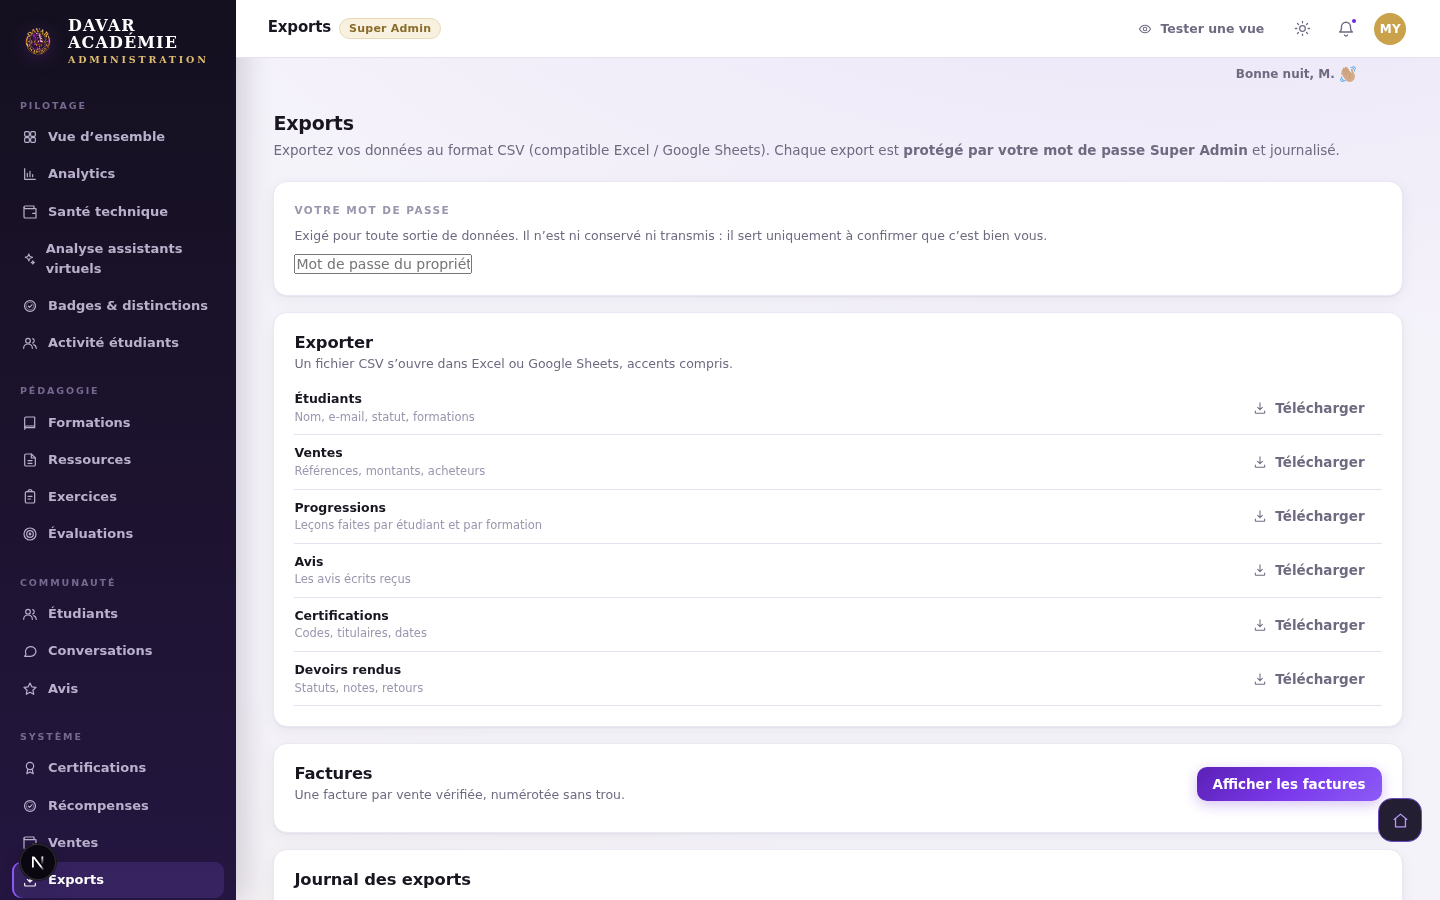 DAVAR
ACADÉMIE
ADMINISTRATION
PILOTAGE
Vue d’ensemble
Analytics
Santé technique
Analyse assistants
virtuels
Badges & distinctions
Activité étudiants
PÉDAGOGIE
Formations
Ressources
Exercices
Évaluations
COMMUNAUTÉ
Étudiants
Conversations
Avis
SYSTÈME
Certifications
Récompenses
Ventes
Exports
Exports
Super Admin
Tester une vue
MY
Bonne nuit, M. 👋
Exports
Exportez vos données au format CSV (compatible Excel / Google Sheets). Chaque export est protégé par votre mot de passe Super Admin et journalisé.
VOTRE MOT DE PASSE
Exigé pour toute sortie de données. Il n’est ni conservé ni transmis : il sert uniquement à confirmer que c’est bien vous.
Mot de passe du propriét
Exporter
Un fichier CSV s’ouvre dans Excel ou Google Sheets, accents compris.
Étudiants
Nom, e-mail, statut, formations
Télécharger
Ventes
Références, montants, acheteurs
Télécharger
Progressions
Leçons faites par étudiant et par formation
Télécharger
Avis
Les avis écrits reçus
Télécharger
Certifications
Codes, titulaires, dates
Télécharger
Devoirs rendus
Statuts, notes, retours
Télécharger
Factures
Une facture par vente vérifiée, numérotée sans trou.
Afficher les factures
Journal des exports